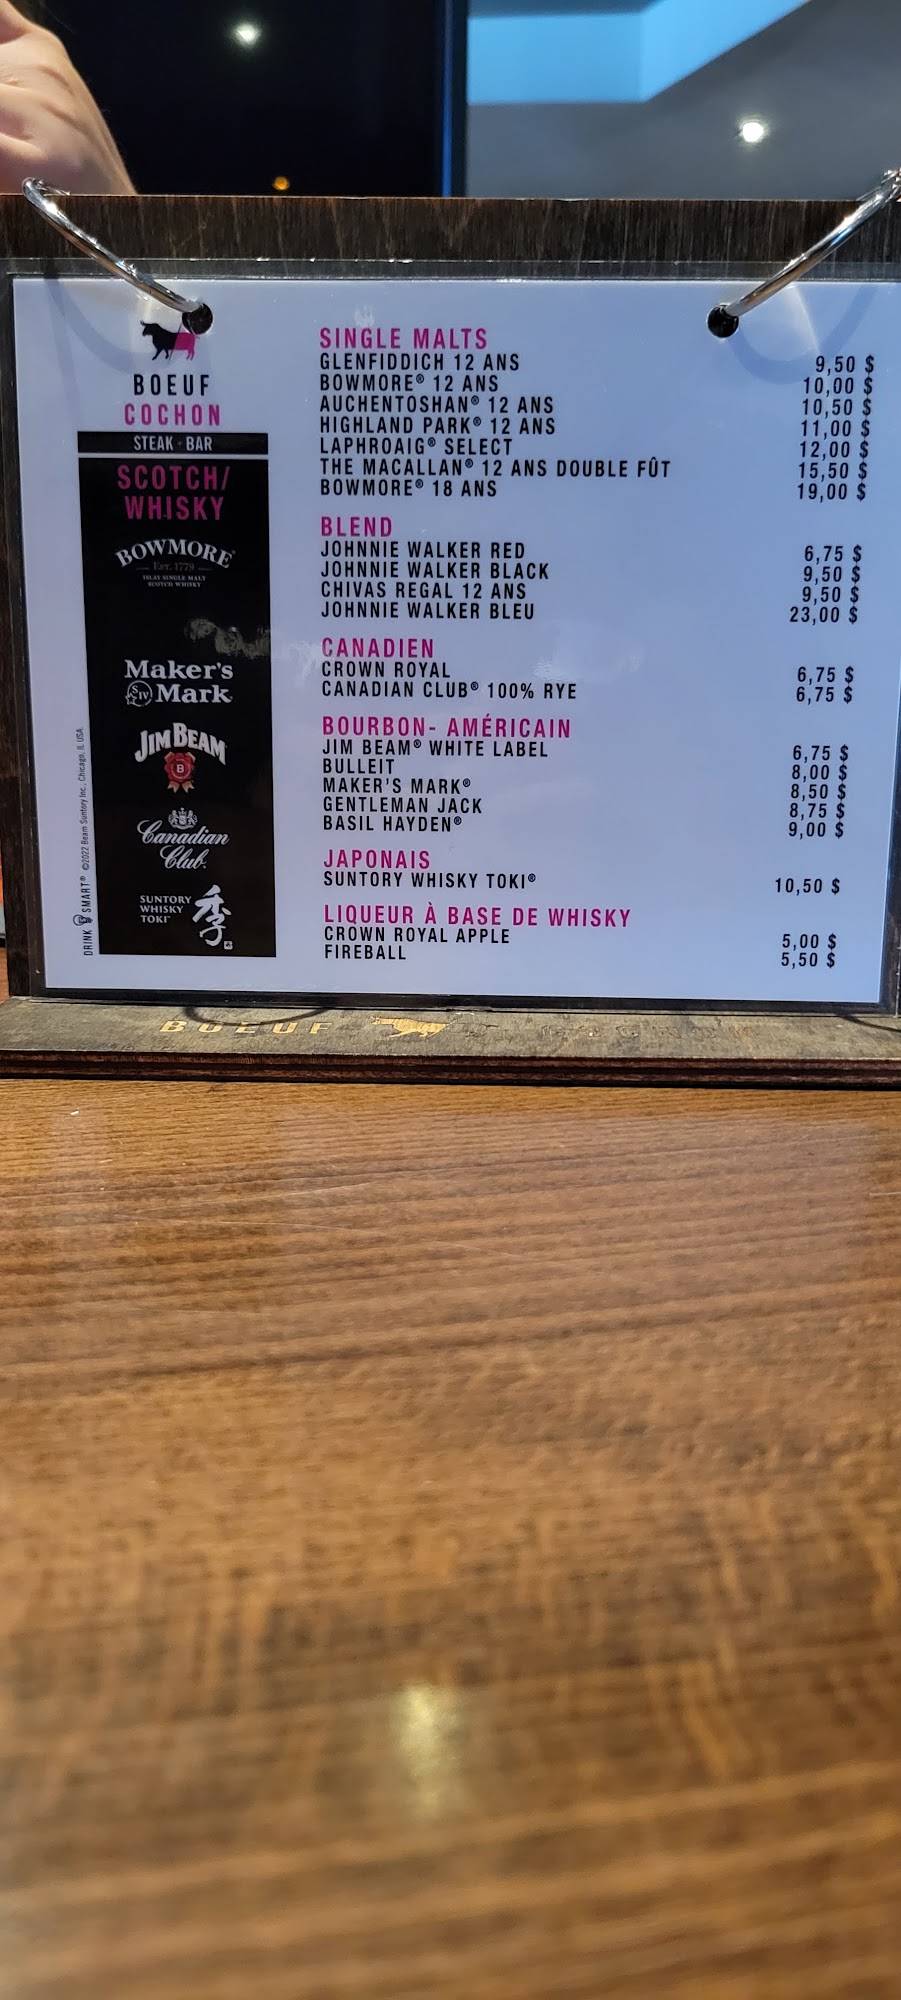 BOEUF
COCHON
STEAK + BAR
SCOTCH/
WHISKY
BOWMORE®
EST. 1779
ISLAY SINGLE MALT
SCOTCH WHISKY
Maker's
SIV Mark
JIM BEAM
B
Canadian
Club
SUNTORY
WHISKY
TOKI™
季
DRINK SMART® ©2022 Beam Suntory Inc., Chicago, IL USA.
SINGLE MALTS
GLENFIDDICH 12 ANS 9,50 $
BOWMORE® 12 ANS 10,00 $
AUCHENTOSHAN® 12 ANS 10,50 $
HIGHLAND PARK® 12 ANS 11,00 $
LAPHROAIG® SELECT 12,00 $
THE MACALLAN® 12 ANS DOUBLE FÛT 15,50 $
BOWMORE® 18 ANS 19,00 $
BLEND
JOHNNIE WALKER RED 6,75 $
JOHNNIE WALKER BLACK 9,50 $
CHIVAS REGAL 12 ANS 9,50 $
JOHNNIE WALKER BLEU 23,00 $
CANADIEN
CROWN ROYAL 6,75 $
CANADIAN CLUB® 100% RYE 6,75 $
BOURBON- AMÉRICAIN
JIM BEAM® WHITE LABEL 6,75 $
BULLEIT 8,00 $
MAKER'S MARK® 8,50 $
GENTLEMAN JACK 8,75 $
BASIL HAYDEN® 9,00 $
JAPONAIS
SUNTORY WHISKY TOKI® 10,50 $
LIQUEUR À BASE DE WHISKY
CROWN ROYAL APPLE 5,00 $
FIREBALL 5,50 $
BOEUF